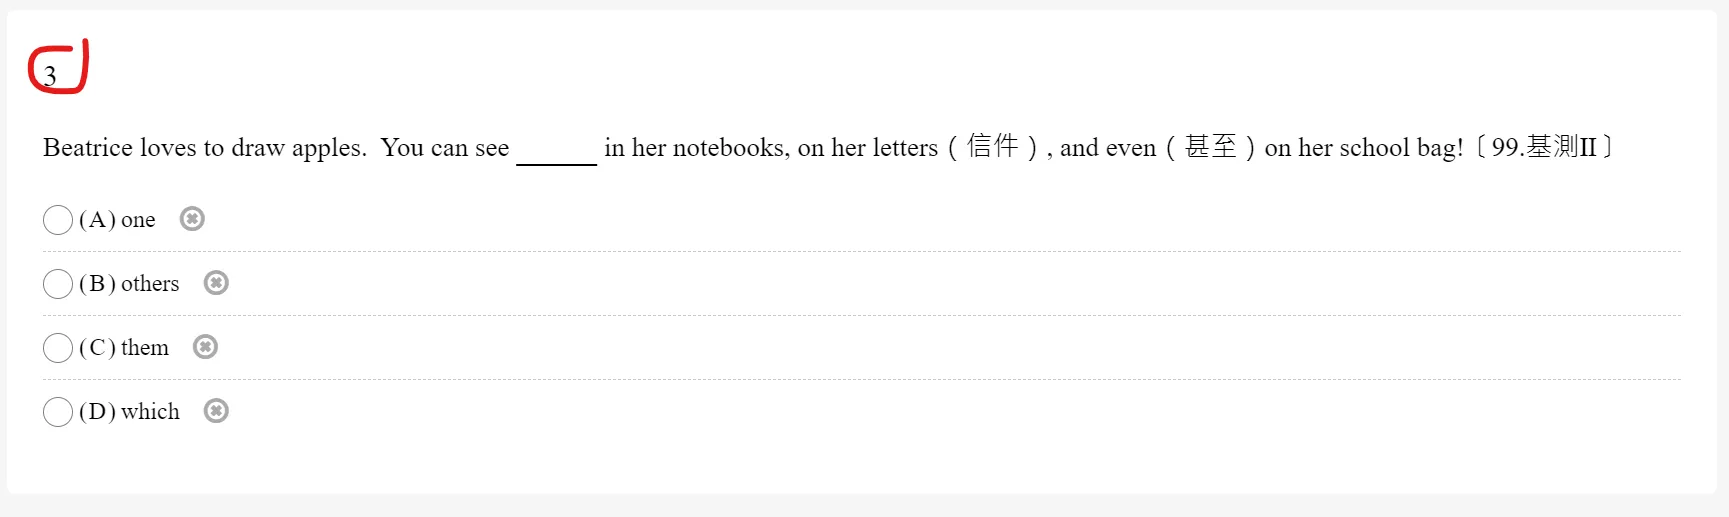 3
Beatrice loves to draw apples. You can see ______ in her notebooks, on her letters（信件）, and even（甚至）on her school bag!〔99.基測II〕
(A) one
(B) others
(C) them
(D) which